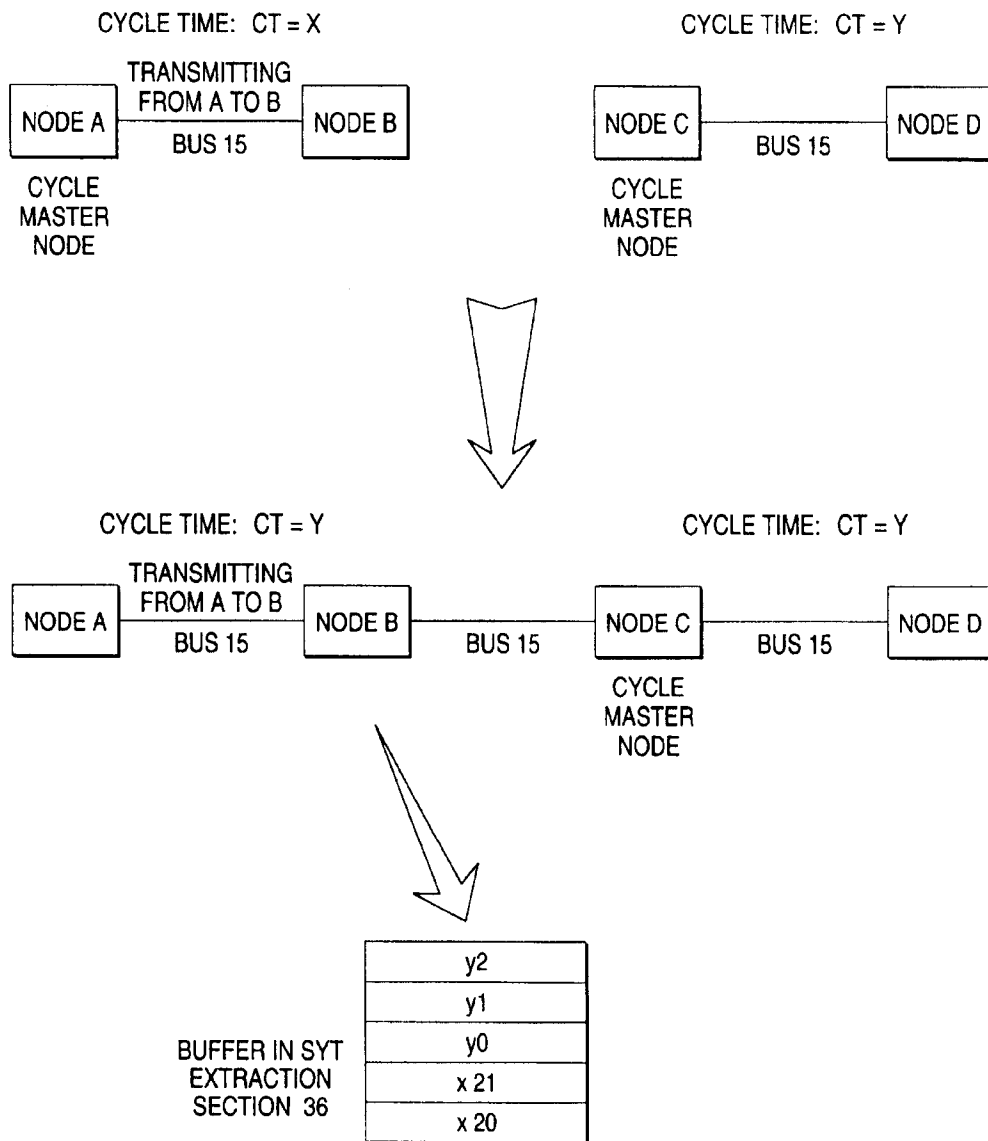 CYCLE TIME: CT = X
CYCLE TIME: CT = Y
TRANSMITTING
FROM A TO B
NODE A
BUS 15
NODE B
NODE C
BUS 15
NODE D
CYCLE
MASTER
NODE
CYCLE
MASTER
NODE
CYCLE TIME: CT = Y
CYCLE TIME: CT = Y
TRANSMITTING
FROM A TO B
NODE A
BUS 15
NODE B
BUS 15
NODE C
BUS 15
NODE D
CYCLE
MASTER
NODE
BUFFER IN SYT
EXTRACTION
SECTION 36
y2
y1
y0
x 21
x 20